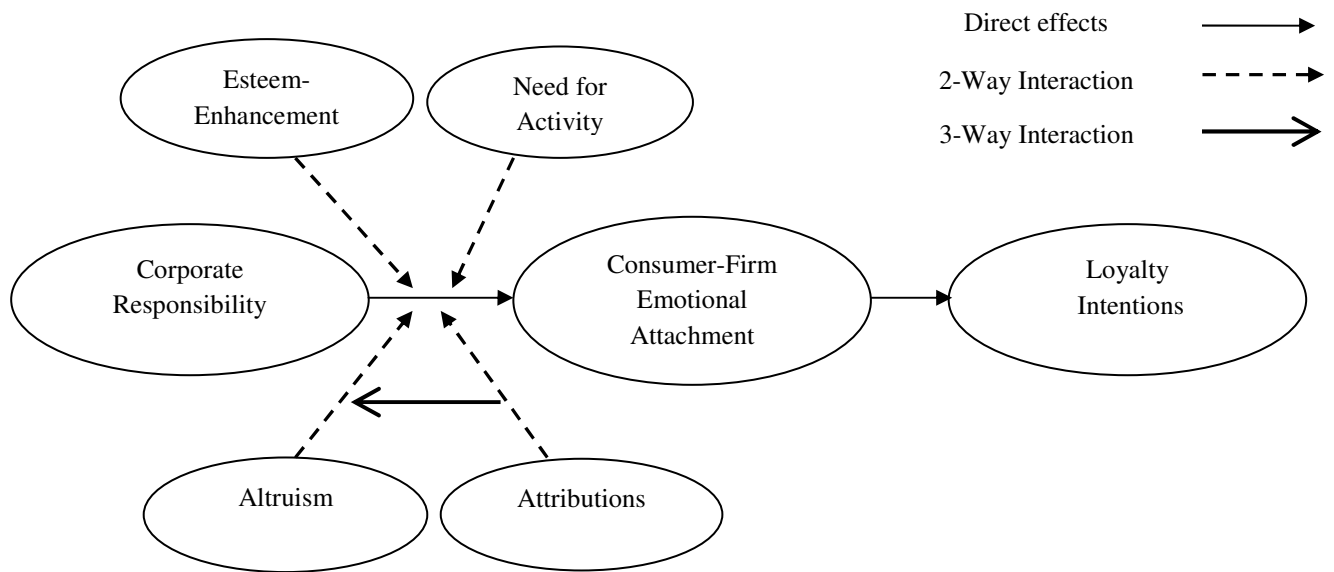 Direct effects
2-Way Interaction
3-Way Interaction
Esteem-
Enhancement
Need for
Activity
Corporate
Responsibility
Consumer-Firm
Emotional
Attachment
Loyalty
Intentions
Altruism
Attributions